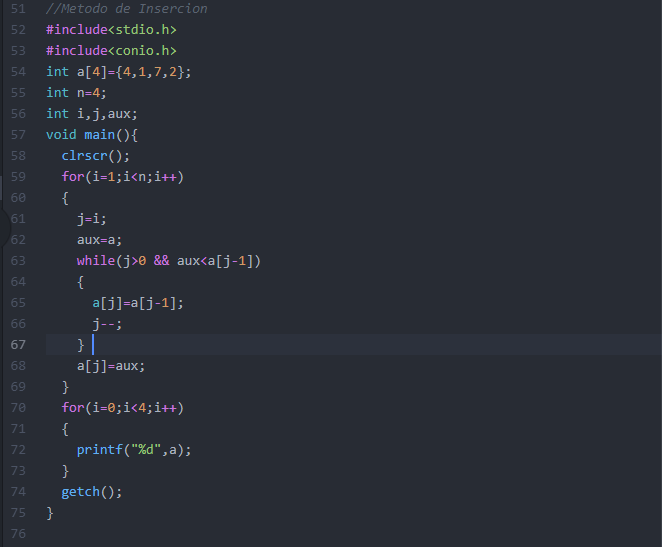 51 //Metodo de Insercion
52 #include<stdio.h>
53 #include<conio.h>
54 int a[4]={4,1,7,2};
55 int n=4;
56 int i,j,aux;
57 void main(){
58   clrscr();
59   for(i=1;i<n;i++)
60   {
61     j=i;
62     aux=a;
63     while(j>0 && aux<a[j-1])
64     {
65       a[j]=a[j-1];
66       j--;
67     }
68     a[j]=aux;
69   }
70   for(i=0;i<4;i++)
71   {
72     printf("%d",a);
73   }
74   getch();
75 }
76